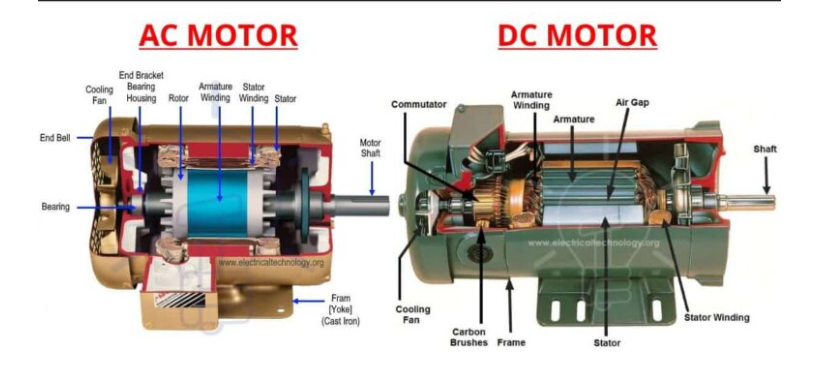 AC MOTOR
DC MOTOR
Cooling
Fan
End Bracket
Bearing
Housing
Rotor
Armature
Winding
Stator
Winding
Stator
End Bell
Motor
Shaft
Bearing
www.electricaltechnology.org
Fram
[Yoke]
(Cast Iron)
Commutator
Armature
Winding
Armature
Air Gap
Shaft
www.electricaltechnology.org
Cooling
Fan
Carbon
Brushes
Frame
Stator
Stator Winding